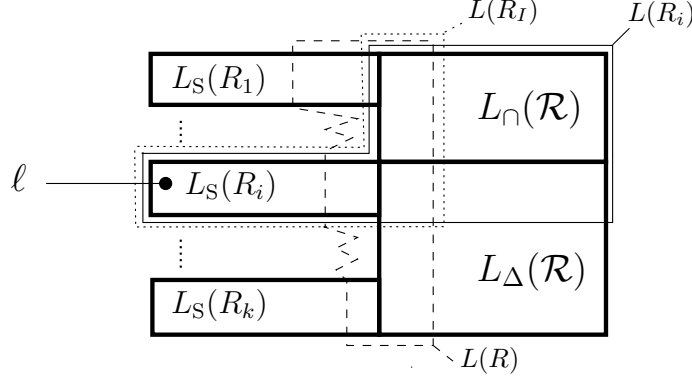 L(R_I)
L(R_i)
L_S(R_1)
L_∩(ℛ)
ℓ
L_S(R_i)
L_Δ(ℛ)
L_S(R_k)
L(R)